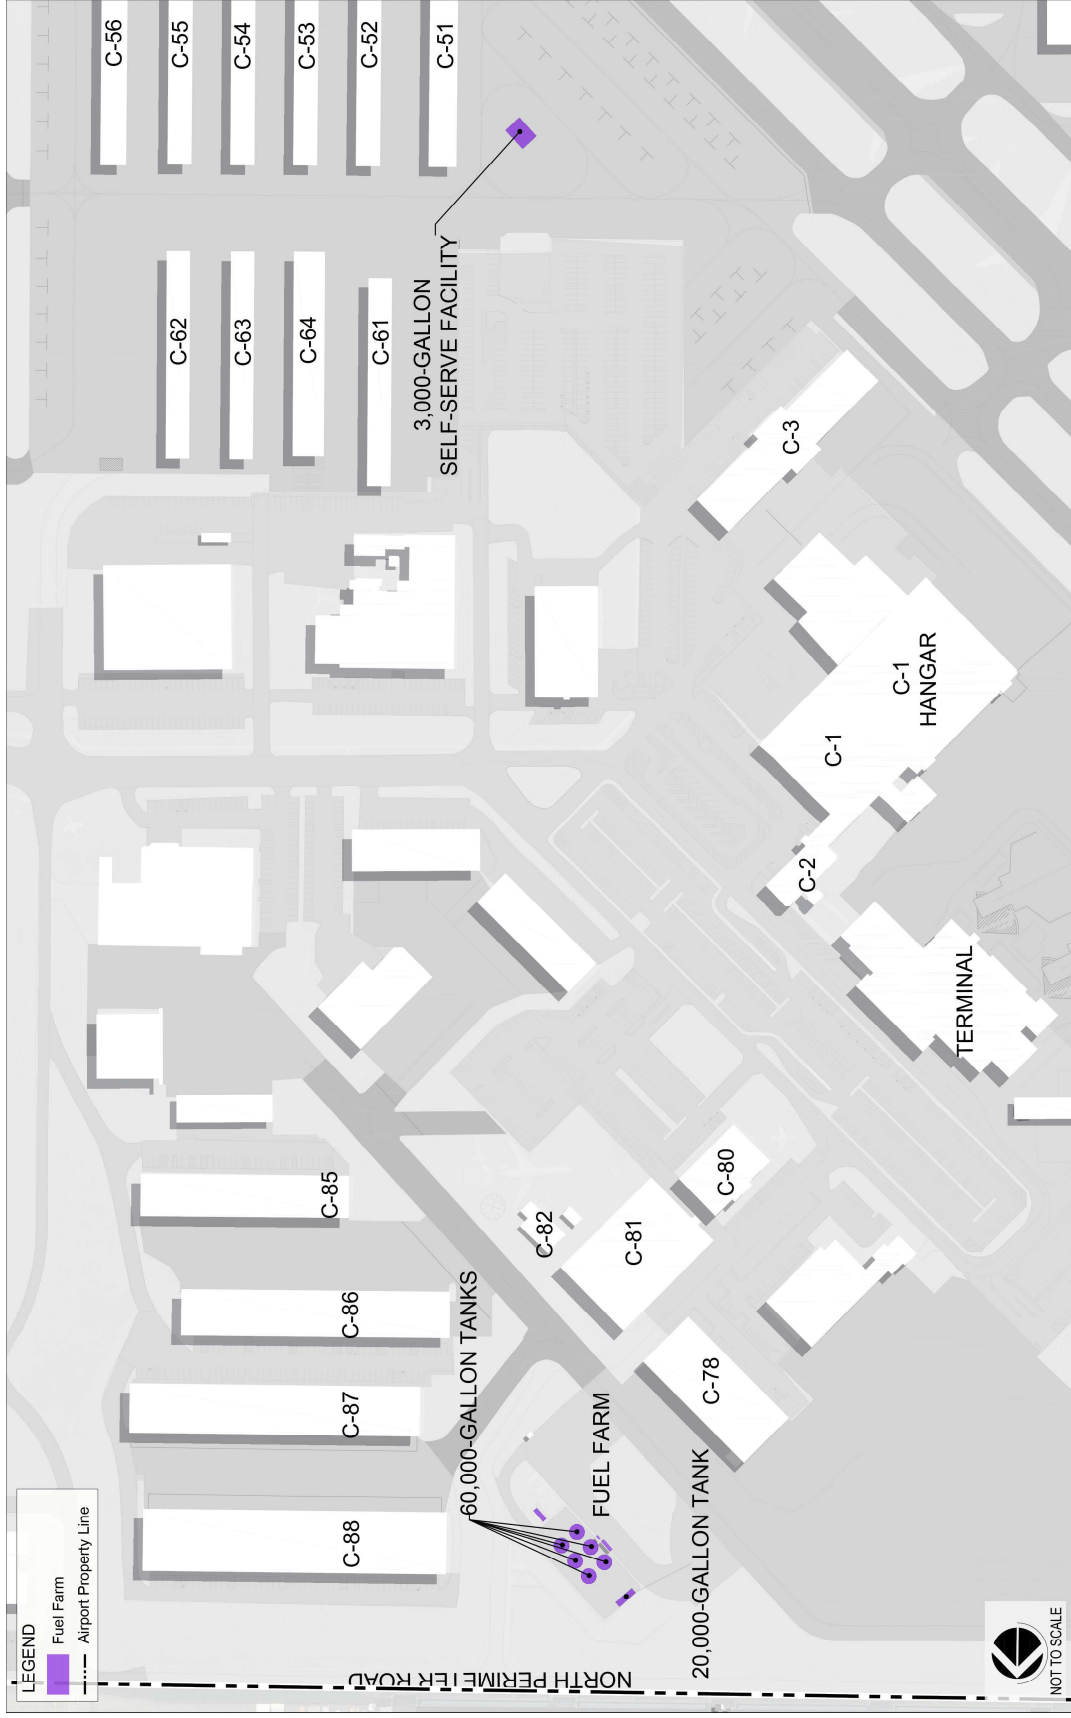 LEGEND
Fuel Farm
Airport Property Line
C-88
C-87
C-86
C-85
60,000-GALLON TANKS
FUEL FARM
20,000-GALLON TANK
NORTH PERIMETER ROAD
C-82
C-81
C-80
C-78
TERMINAL
C-2
C-1
C-1
HANGAR
C-3
C-62
C-63
C-64
C-61
3,000-GALLON
SELF-SERVE FACILITY
C-56
C-55
C-54
C-53
C-52
C-51
NOT TO SCALE